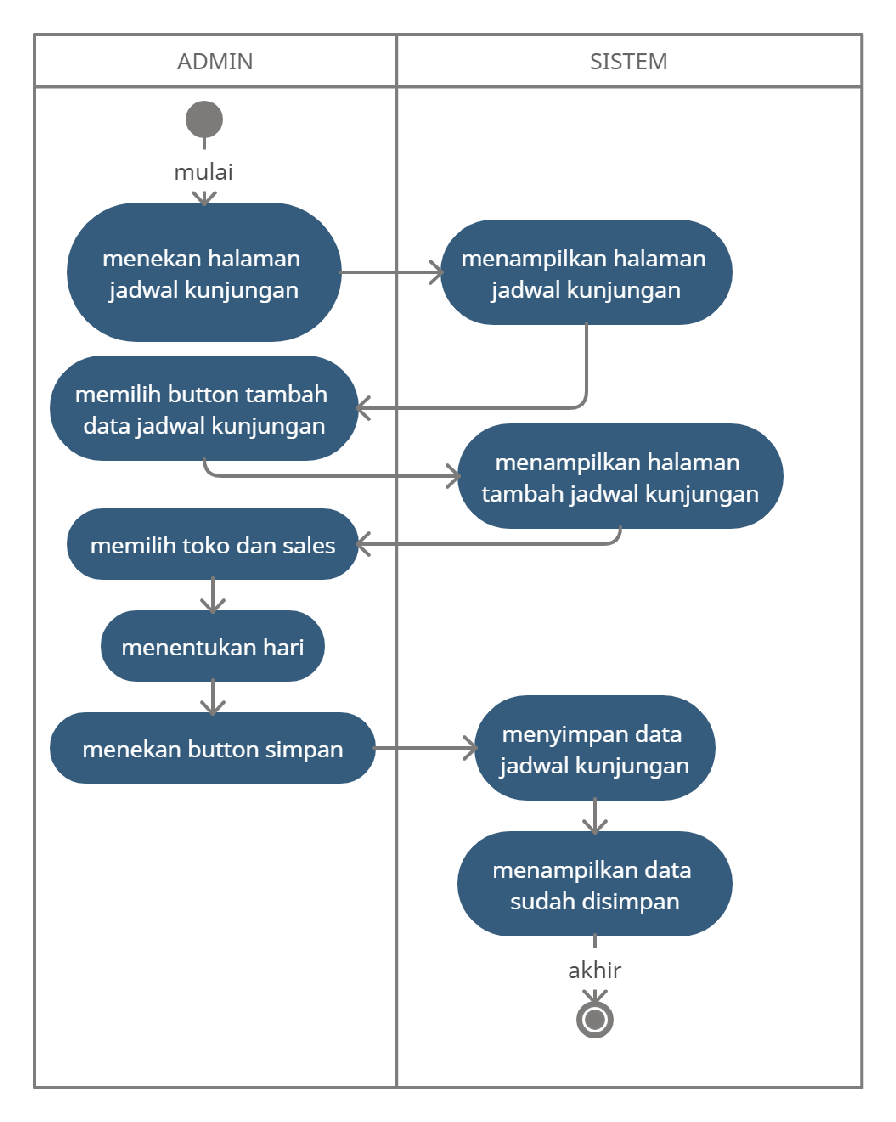 ADMIN
SISTEM
mulai
menekan halaman
jadwal kunjungan
menampilkan halaman
jadwal kunjungan
memilih button tambah
data jadwal kunjungan
menampilkan halaman
tambah jadwal kunjungan
memilih toko dan sales
menentukan hari
menekan button simpan
menyimpan data
jadwal kunjungan
menampilkan data
sudah disimpan
akhir